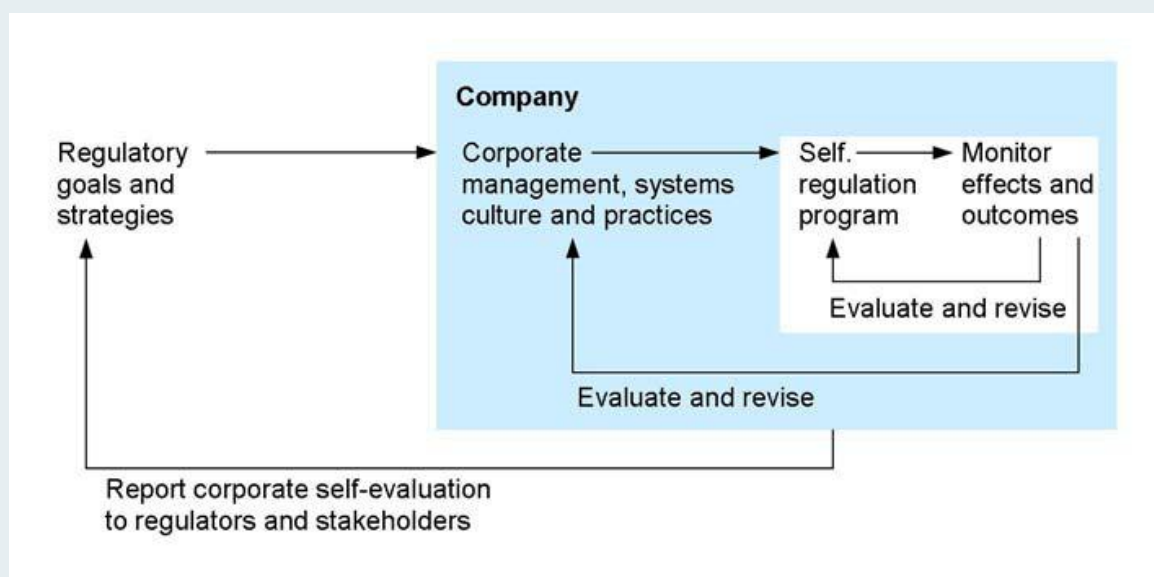 Company
Regulatory
goals and
strategies
Corporate
management, systems
culture and practices
Self.
regulation
program
Monitor
effects and
outcomes
Evaluate and revise
Evaluate and revise
Report corporate self-evaluation
to regulators and stakeholders